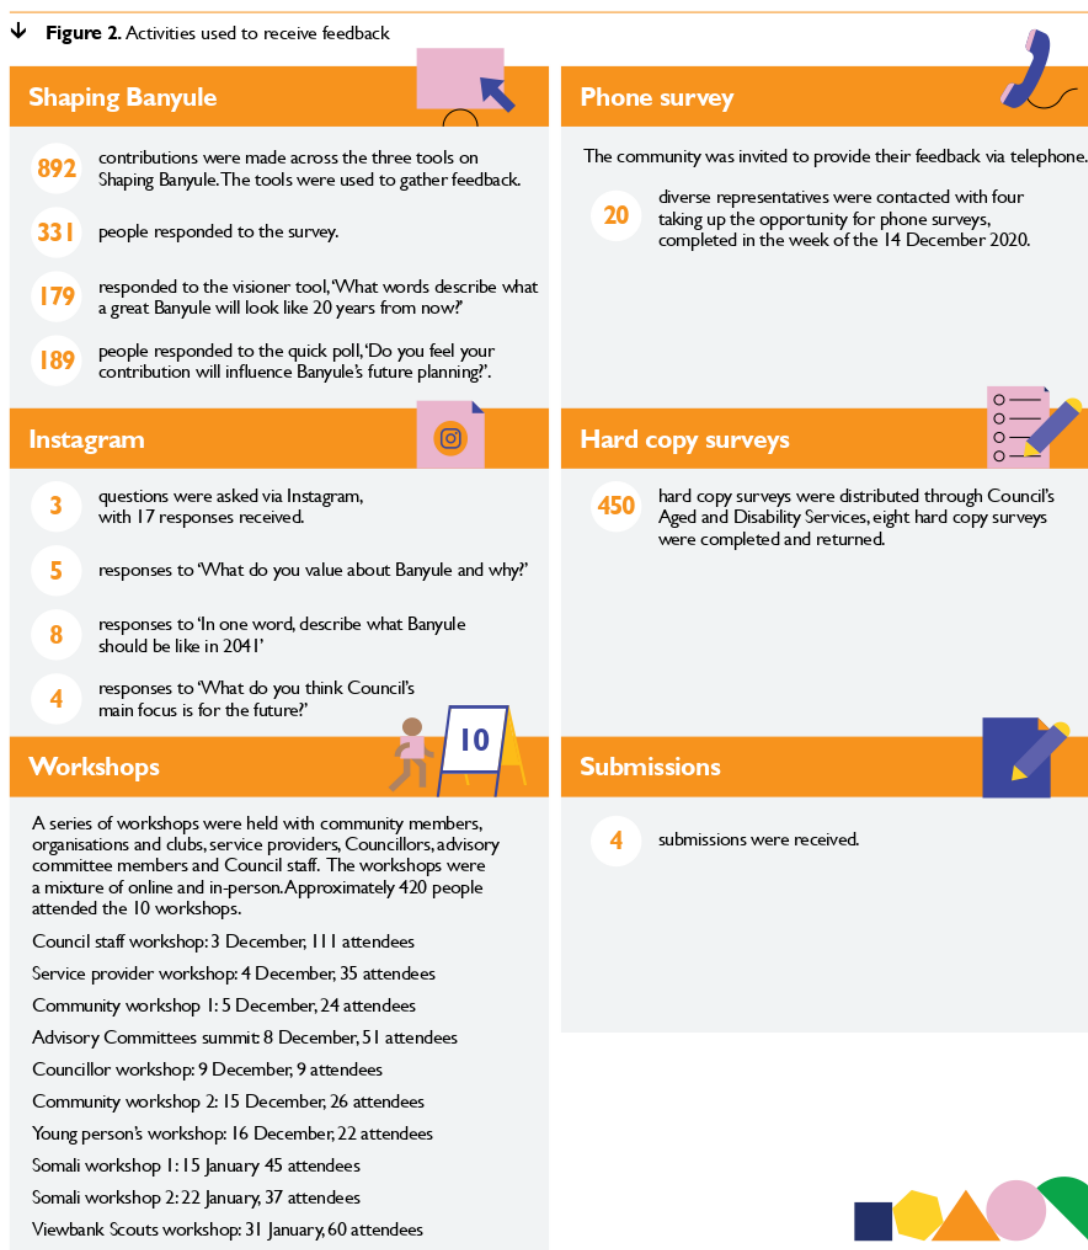 Figure 2. Activities used to receive feedback
Shaping Banyule
892
contributions were made across the three tools on
Shaping Banyule. The tools were used to gather feedback.
331
people responded to the survey.
179
responded to the visioner tool, ‘What words describe what
a great Banyule will look like 20 years from now?’
189
people responded to the quick poll, ‘Do you feel your
contribution will influence Banyule’s future planning?’.
Phone survey
The community was invited to provide their feedback via telephone.
20
diverse representatives were contacted with four
taking up the opportunity for phone surveys,
completed in the week of the 14 December 2020.
Instagram
3
questions were asked via Instagram,
with 17 responses received.
5
responses to ‘What do you value about Banyule and why?’
8
responses to ‘In one word, describe what Banyule
should be like in 2041’
4
responses to ‘What do you think Council’s
main focus is for the future?’
Hard copy surveys
450
hard copy surveys were distributed through Council’s
Aged and Disability Services, eight hard copy surveys
were completed and returned.
Workshops
10
A series of workshops were held with community members,
organisations and clubs, service providers, Councillors, advisory
committee members and Council staff. The workshops were
a mixture of online and in-person. Approximately 420 people
attended the 10 workshops.
Council staff workshop: 3 December, 111 attendees
Service provider workshop: 4 December, 35 attendees
Community workshop 1: 5 December, 24 attendees
Advisory Committees summit: 8 December, 51 attendees
Councillor workshop: 9 December, 9 attendees
Community workshop 2: 15 December, 26 attendees
Young person’s workshop: 16 December, 22 attendees
Somali workshop 1: 15 January 45 attendees
Somali workshop 2: 22 January, 37 attendees
Viewbank Scouts workshop: 31 January, 60 attendees
Submissions
4
submissions were received.